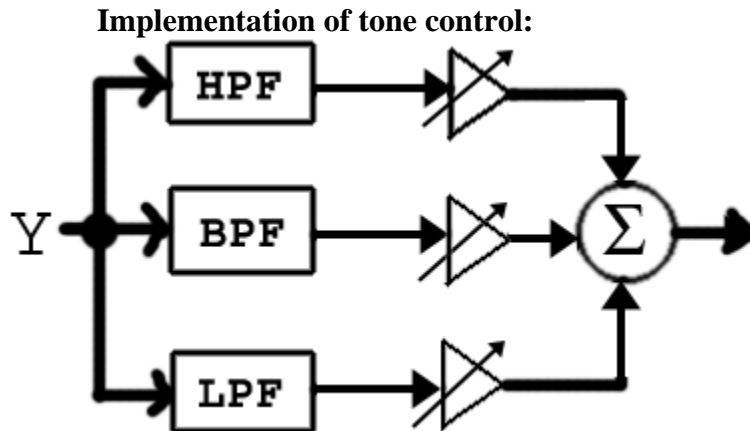 Implementation of tone control:
HPF
Y
BPF
Σ
LPF